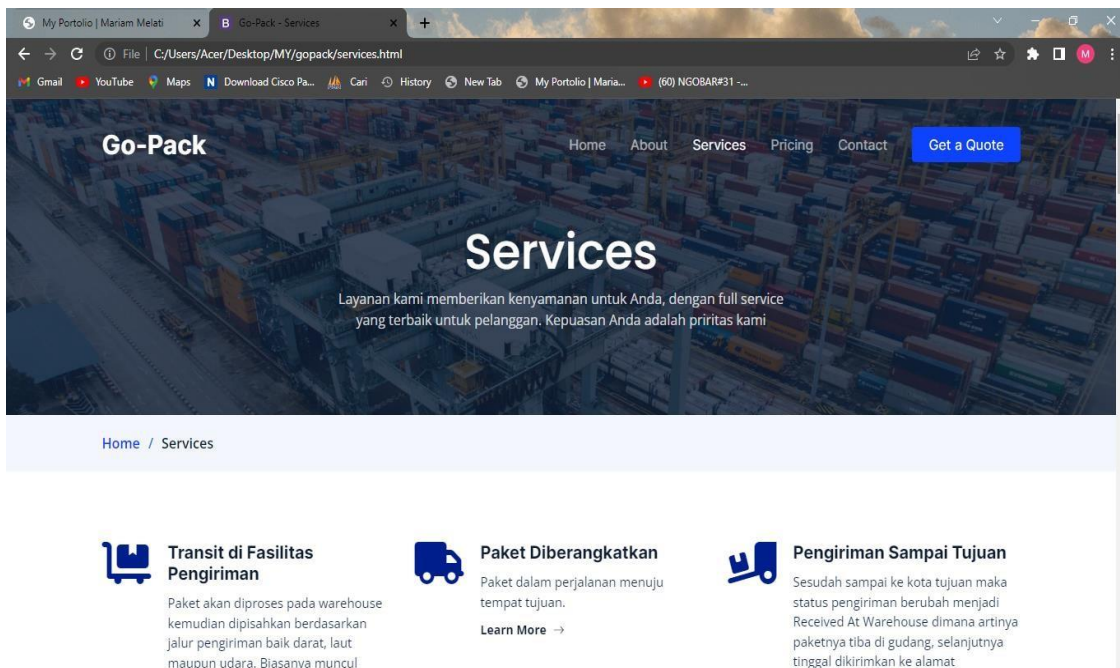 My Portolio | Mariam Melati
Go-Pack - Services
File
C:/Users/Acer/Desktop/MY/gopack/services.html
M
Gmail
YouTube
Maps
Download Cisco Pa...
Cari
History
New Tab
My Portolio | Maria...
(60) NGOBAR#31 -...
Go-Pack
Home
About
Services
Pricing
Contact
Get a Quote
Services
Layanan kami memberikan kenyamanan untuk Anda, dengan full service
yang terbaik untuk pelanggan. Kepuasan Anda adalah priritas kami
Home / Services
Transit di Fasilitas
Pengiriman
Paket akan diproses pada warehouse
kemudian dipisahkan berdasarkan
jalur pengiriman baik darat, laut
maupun udara. Biasanya muncul
Paket Diberangkatkan
Paket dalam perjalanan menuju
tempat tujuan.
Learn More →
Pengiriman Sampai Tujuan
Sesudah sampai ke kota tujuan maka
status pengiriman berubah menjadi
Received At Warehouse dimana artinya
paketnya tiba di gudang, selanjutnya
tinggal dikirimkan ke alamat